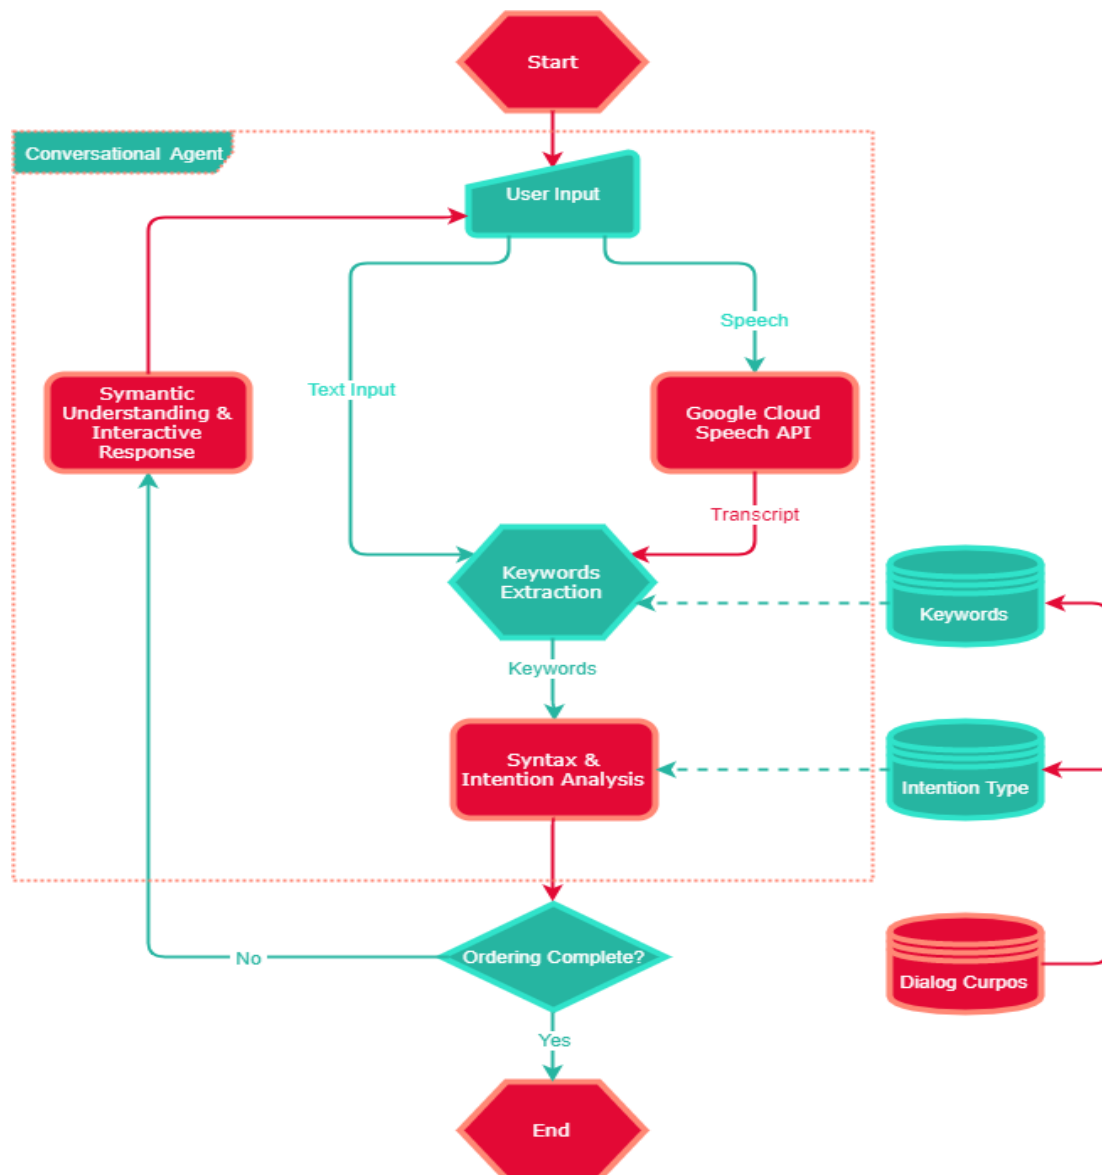 Start
Conversational Agent
User Input
Speech
Text Input
Symantic
Understanding &
Interactive
Response
Google Cloud
Speech API
Transcript
Keywords
Extraction
Keywords
Keywords
Syntax &
Intention Analysis
Intention Type
No
Ordering Complete?
Dialog Curpos
Yes
End